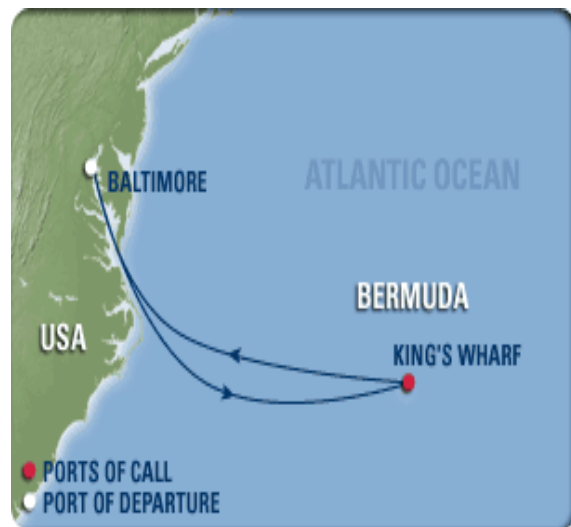 BALTIMORE
ATLANTIC OCEAN
BERMUDA
USA
KING'S WHARF
PORTS OF CALL
PORT OF DEPARTURE